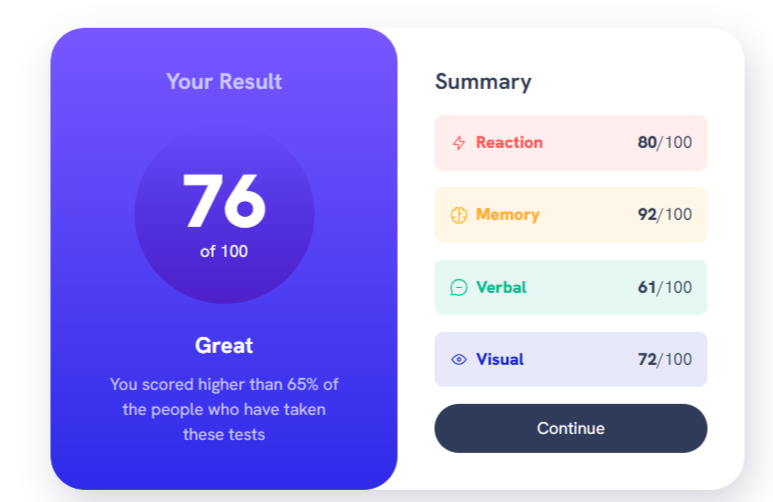 Your Result
76
of 100
Great
You scored higher than 65% of
the people who have taken
these tests
Summary
Reaction 80/100
Memory 92/100
Verbal 61/100
Visual 72/100
Continue